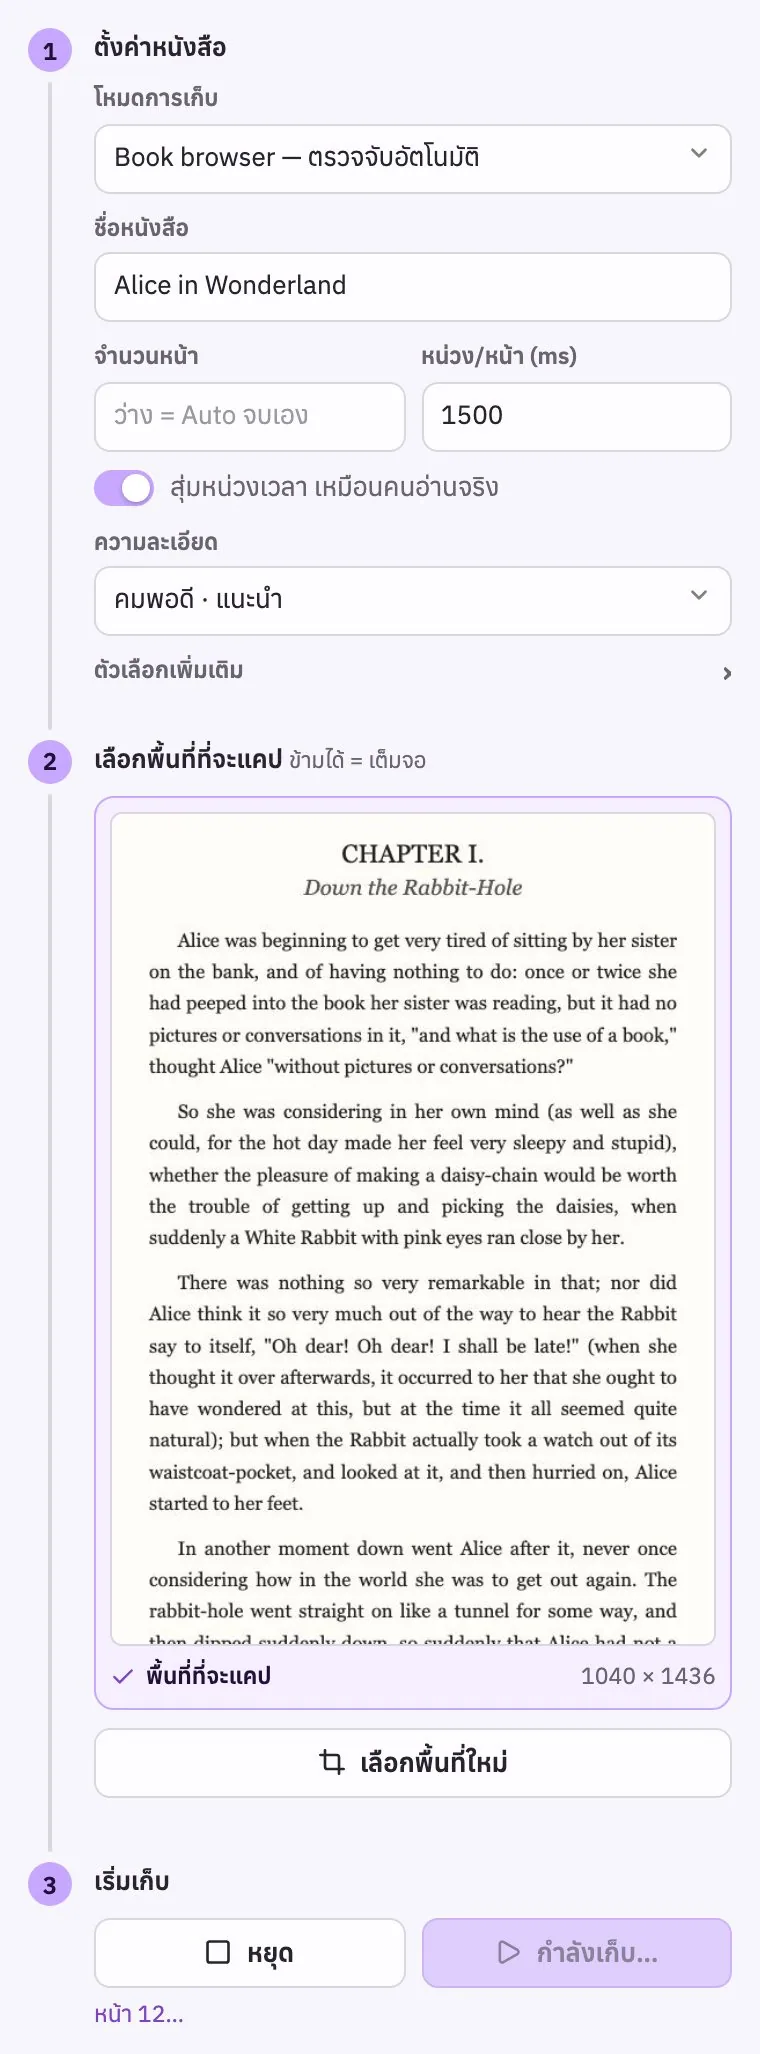 1
ตั้งค่าหนังสือ
โหมดการเก็บ
Book browser — ตรวจจับอัตโนมัติ
ชื่อหนังสือ
Alice in Wonderland
จำนวนหน้า
หน่วง/หน้า (ms)
ว่าง = Auto จบเอง
1500
สุ่มหน่วงเวลา เหมือนคนอ่านจริง
ความละเอียด
คมพอดี · แนะนำ
ตัวเลือกเพิ่มเติม
2
เลือกพื้นที่ที่จะแคป ข้ามได้ = เต็มจอ
CHAPTER I.
Down the Rabbit-Hole
Alice was beginning to get very tired of sitting by her sister
on the bank, and of having nothing to do: once or twice she
had peeped into the book her sister was reading, but it had no
pictures or conversations in it, "and what is the use of a book,"
thought Alice "without pictures or conversations?"
So she was considering in her own mind (as well as she
could, for the hot day made her feel very sleepy and stupid),
whether the pleasure of making a daisy-chain would be worth
the trouble of getting up and picking the daisies, when
suddenly a White Rabbit with pink eyes ran close by her.
There was nothing so very remarkable in that; nor did
Alice think it so very much out of the way to hear the Rabbit
say to itself, "Oh dear! Oh dear! I shall be late!" (when she
thought it over afterwards, it occurred to her that she ought to
have wondered at this, but at the time it all seemed quite
natural); but when the Rabbit actually took a watch out of its
waistcoat-pocket, and looked at it, and then hurried on, Alice
started to her feet.
In another moment down went Alice after it, never once
considering how in the world she was to get out again. The
rabbit-hole went straight on like a tunnel for some way, and
then dipped suddenly down, so suddenly that Alice had not a
พื้นที่ที่จะแคป
1040 × 1436
เลือกพื้นที่ใหม่
3
เริ่มเก็บ
หยุด
กำลังเก็บ...
หน้า 12...